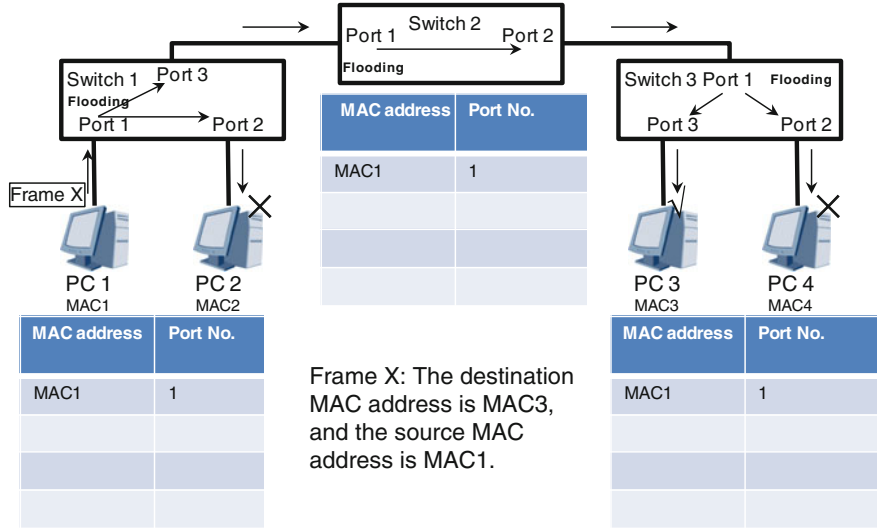 Port 1 Switch 2 Port 2
Flooding
Switch 1 Port 3
Flooding
Port 1 Port 2
Switch 3 Port 1 Flooding
Port 3 Port 2
Frame X
PC 1
MAC1
PC 2
MAC2
PC 3
MAC3
PC 4
MAC4
MAC address Port No.
MAC1 1
MAC address Port No.
MAC1 1
Frame X: The destination
MAC address is MAC3,
and the source MAC
address is MAC1.
MAC address Port No.
MAC1 1